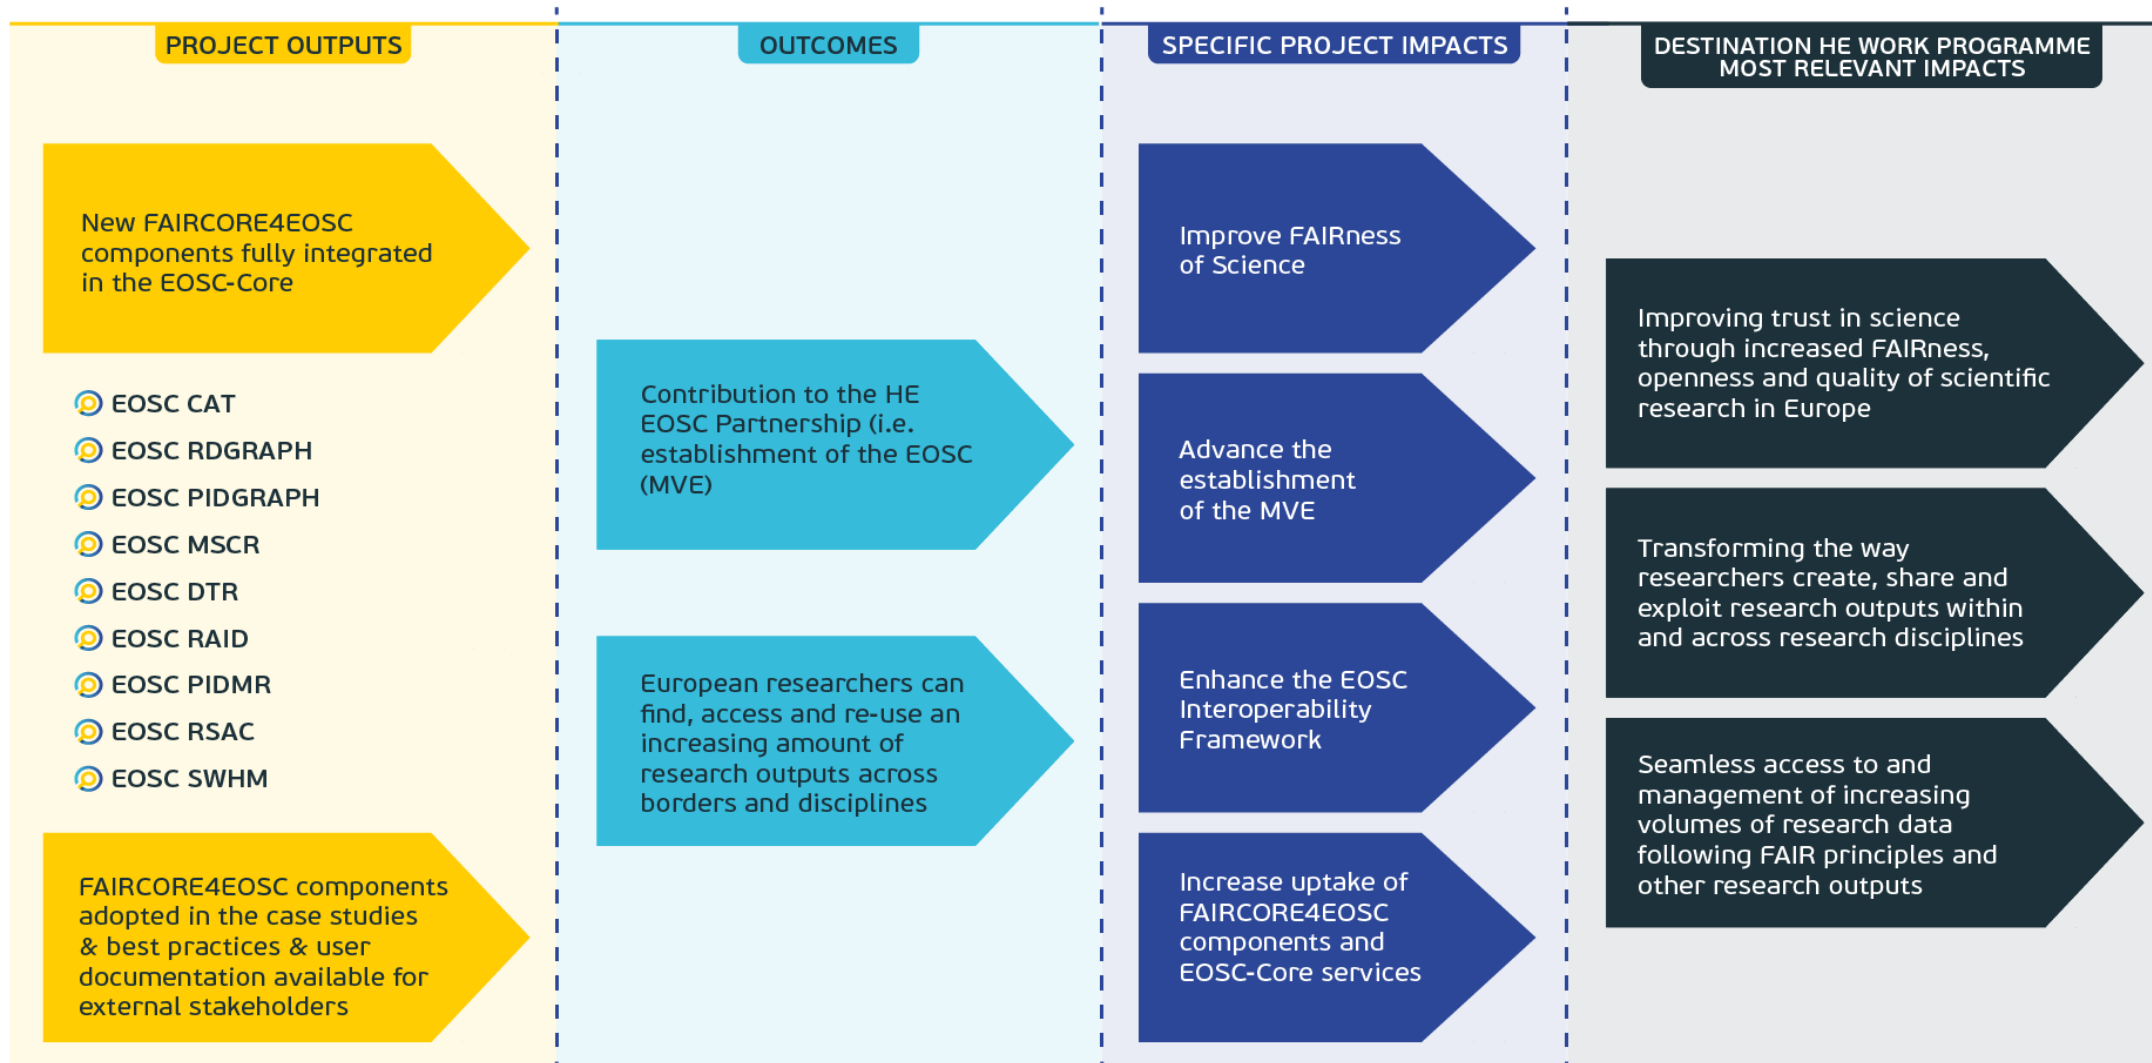 PROJECT OUTPUTS
New FAIRCORE4EOSC
components fully integrated
in the EOSC-Core
EOSC CAT
EOSC RDGRAPH
EOSC PIDGRAPH
EOSC MSCR
EOSC DTR
EOSC RAID
EOSC PIDMR
EOSC RSAC
EOSC SWHM
FAIRCORE4EOSC components
adopted in the case studies
& best practices & user
documentation available for
external stakeholders
OUTCOMES
Contribution to the HE
EOSC Partnership (i.e.
establishment of the EOSC
(MVE)
European researchers can
find, access and re-use an
increasing amount of
research outputs across
borders and disciplines
SPECIFIC PROJECT IMPACTS
Improve FAIRness
of Science
Advance the
establishment
of the MVE
Enhance the EOSC
Interoperability
Framework
Increase uptake of
FAIRCORE4EOSC
components and
EOSC-Core services
DESTINATION HE WORK PROGRAMME
MOST RELEVANT IMPACTS
Improving trust in science
through increased FAIRness,
openness and quality of scientific
research in Europe
Transforming the way
researchers create, share and
exploit research outputs within
and across research disciplines
Seamless access to and
management of increasing
volumes of research data
following FAIR principles and
other research outputs